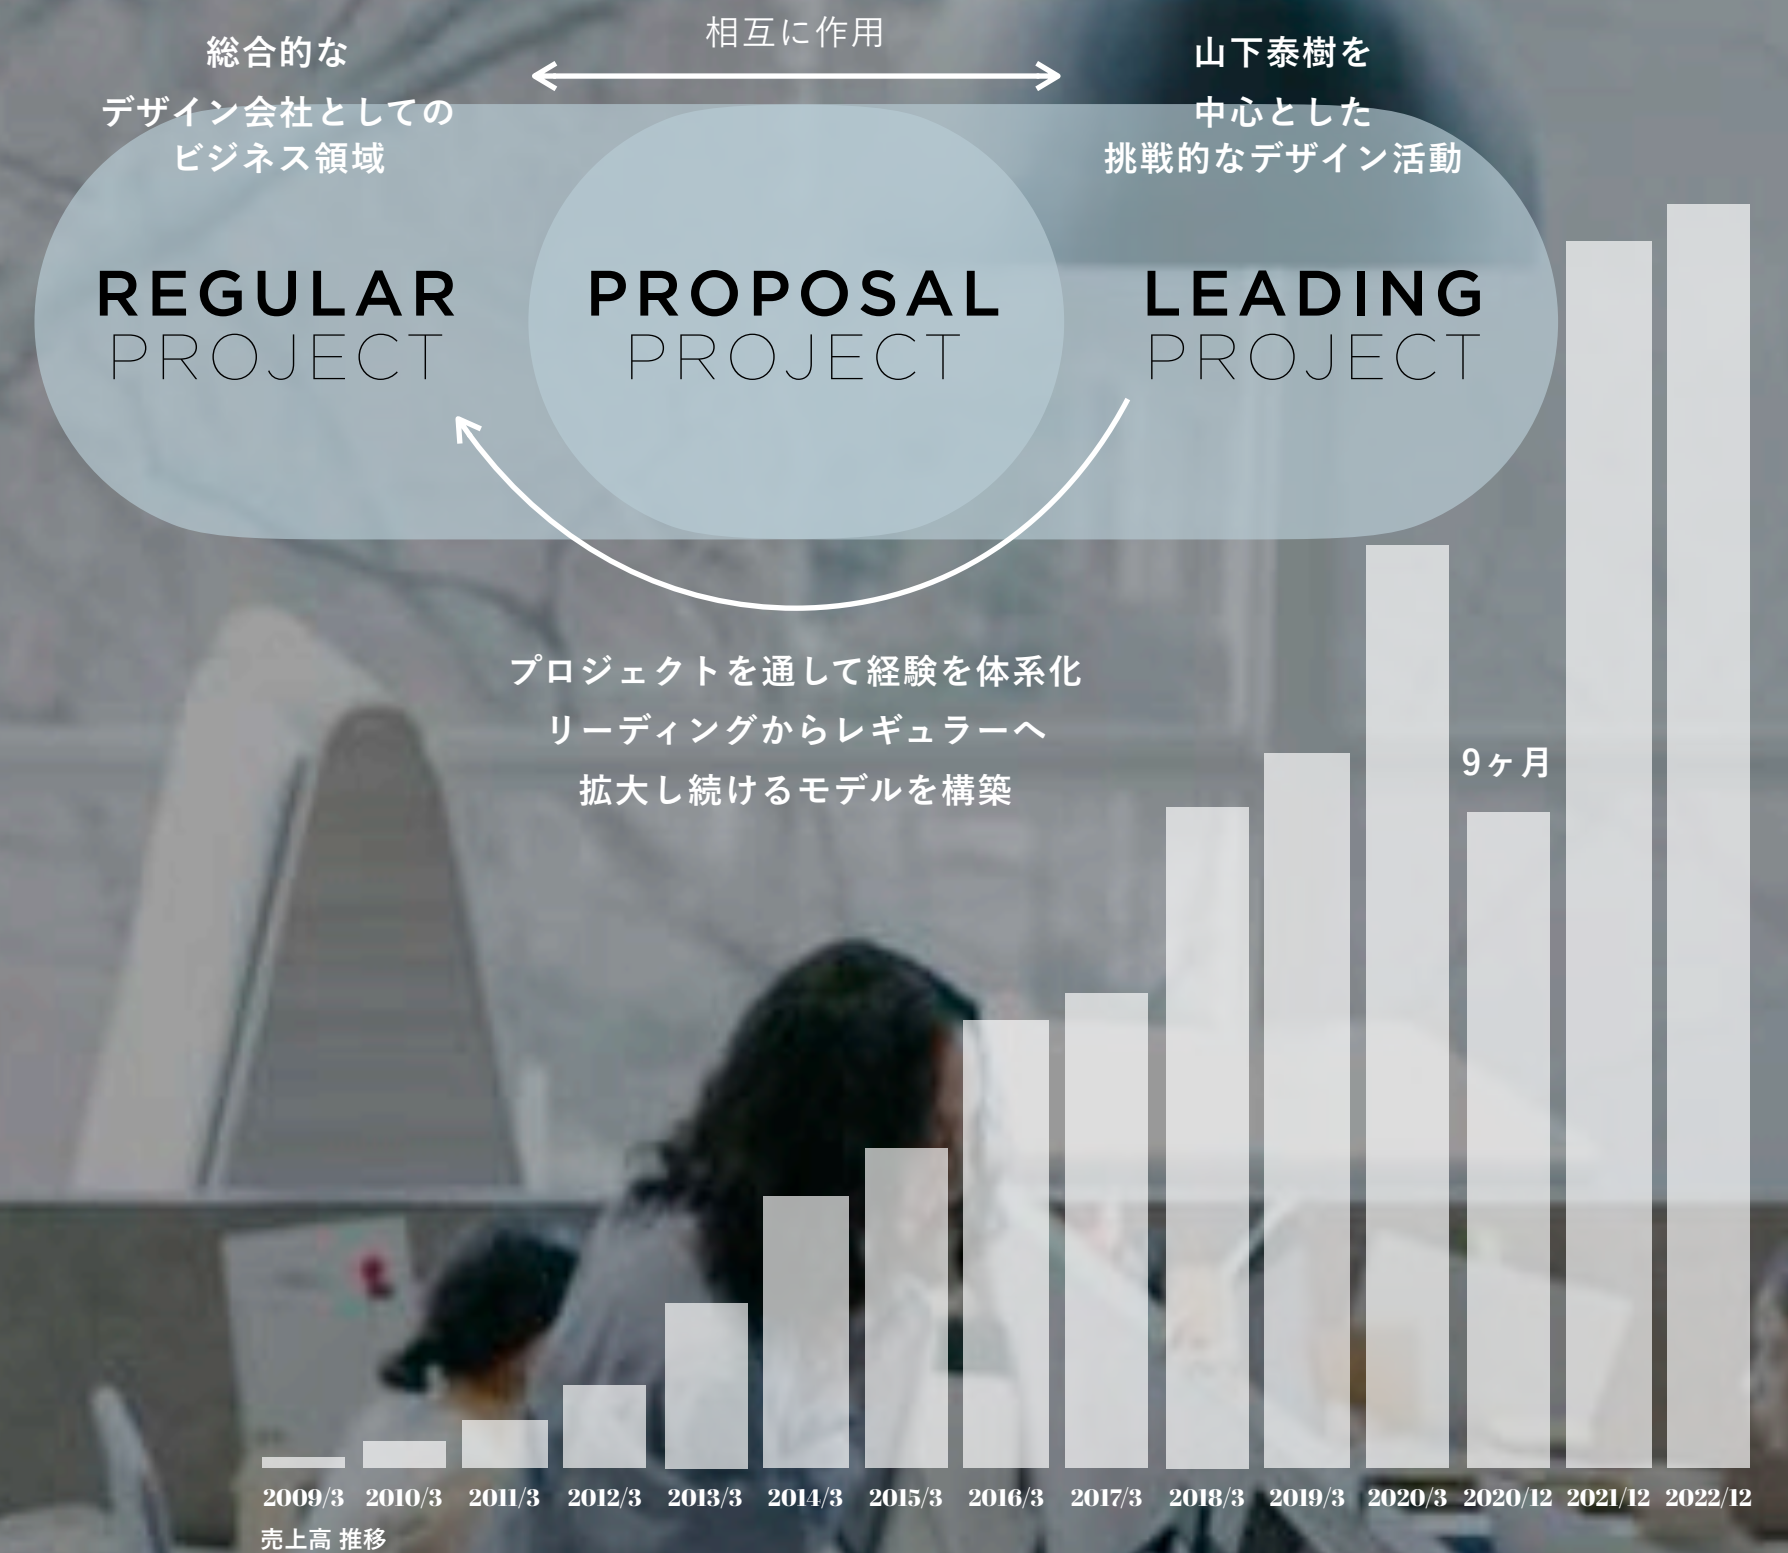 相互に作用
総合的な
デザイン会社としての
ビジネス領域
山下泰樹を
中心とした
挑戦的なデザイン活動
REGULAR
PROJECT
PROPOSAL
PROJECT
LEADING
PROJECT
プロジェクトを通して経験を体系化
リーディングからレギュラーへ
拡大し続けるモデルを構築
9ヶ月
2009/3 2010/3 2011/3 2012/3 2013/3 2014/3 2015/3 2016/3 2017/3 2018/3 2019/3 2020/3 2020/12 2021/12 2022/12
売上高 推移